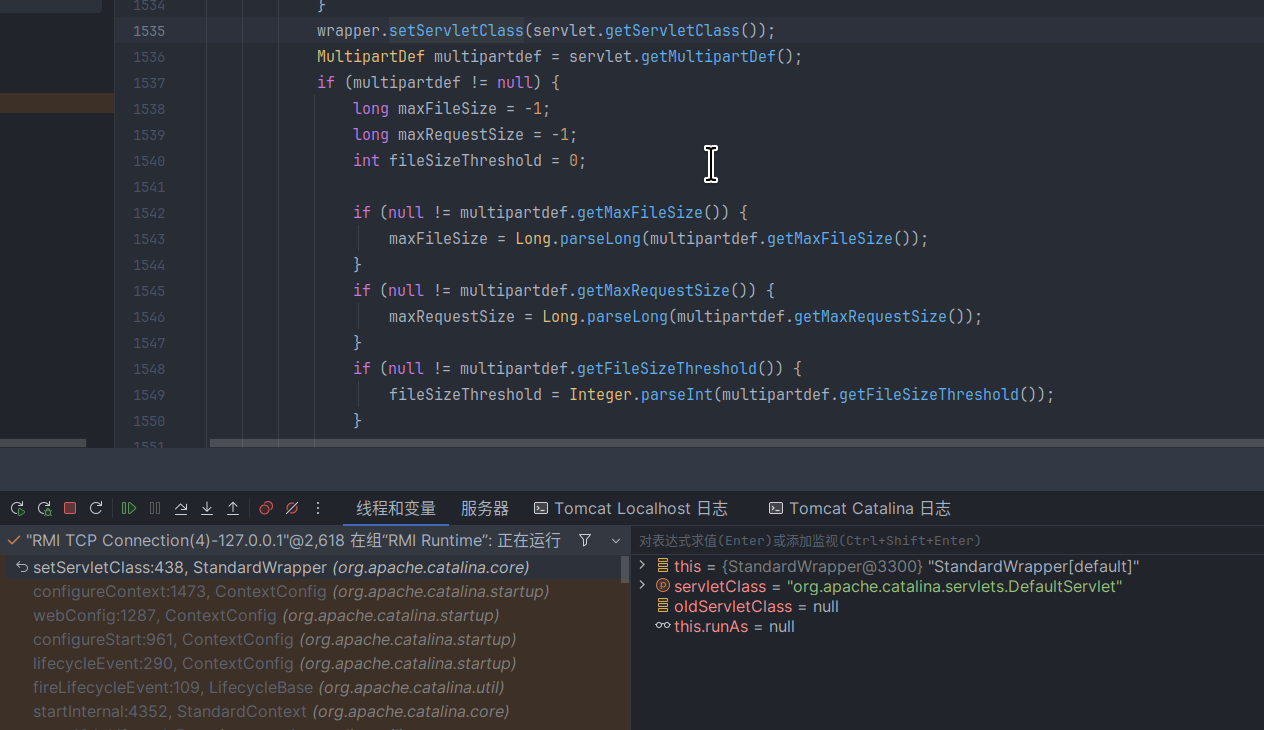 1534 }
1535 wrapper.setServletClass(servlet.getServletClass());
1536 MultipartDef multipartdef = servlet.getMultipartDef();
1537 if (multipartdef != null) {
1538 long maxFileSize = -1;
1539 long maxRequestSize = -1;
1540 int fileSizeThreshold = 0;
1541
1542 if (null != multipartdef.getMaxFileSize()) {
1543 maxFileSize = Long.parseLong(multipartdef.getMaxFileSize());
1544 }
1545 if (null != multipartdef.getMaxRequestSize()) {
1546 maxRequestSize = Long.parseLong(multipartdef.getMaxRequestSize());
1547 }
1548 if (null != multipartdef.getFileSizeThreshold()) {
1549 fileSizeThreshold = Integer.parseInt(multipartdef.getFileSizeThreshold());
1550 }
1551
线程和变量 服务器 Tomcat Localhost 日志 Tomcat Catalina 日志
"RMI TCP Connection(4)-127.0.0.1"@2,618 在组“RMI Runtime”: 正在运行
setServletClass:438, StandardWrapper (org.apache.catalina.core)
configureContext:1473, ContextConfig (org.apache.catalina.startup)
webConfig:1287, ContextConfig (org.apache.catalina.startup)
configureStart:961, ContextConfig (org.apache.catalina.startup)
lifecycleEvent:290, ContextConfig (org.apache.catalina.startup)
fireLifecycleEvent:109, LifecycleBase (org.apache.catalina.util)
startInternal:4352, StandardContext (org.apache.catalina.core)
对表达式求值(Enter)或添加监视(Ctrl+Shift+Enter)
this = {StandardWrapper@3300} "StandardWrapper[default]"
servletClass = "org.apache.catalina.servlets.DefaultServlet"
oldServletClass = null
this.runAs = null